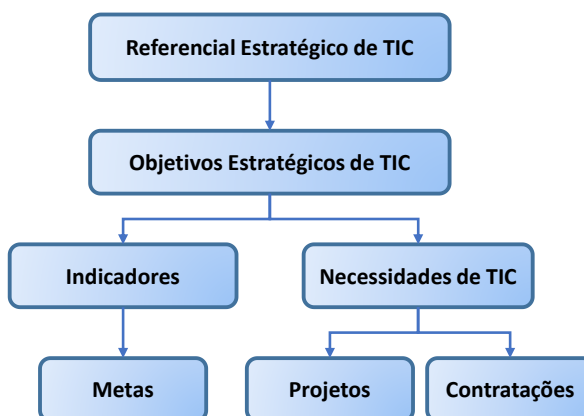 Referencial Estratégico de TIC
Objetivos Estratégicos de TIC
Indicadores
Necessidades de TIC
Metas
Projetos
Contratações